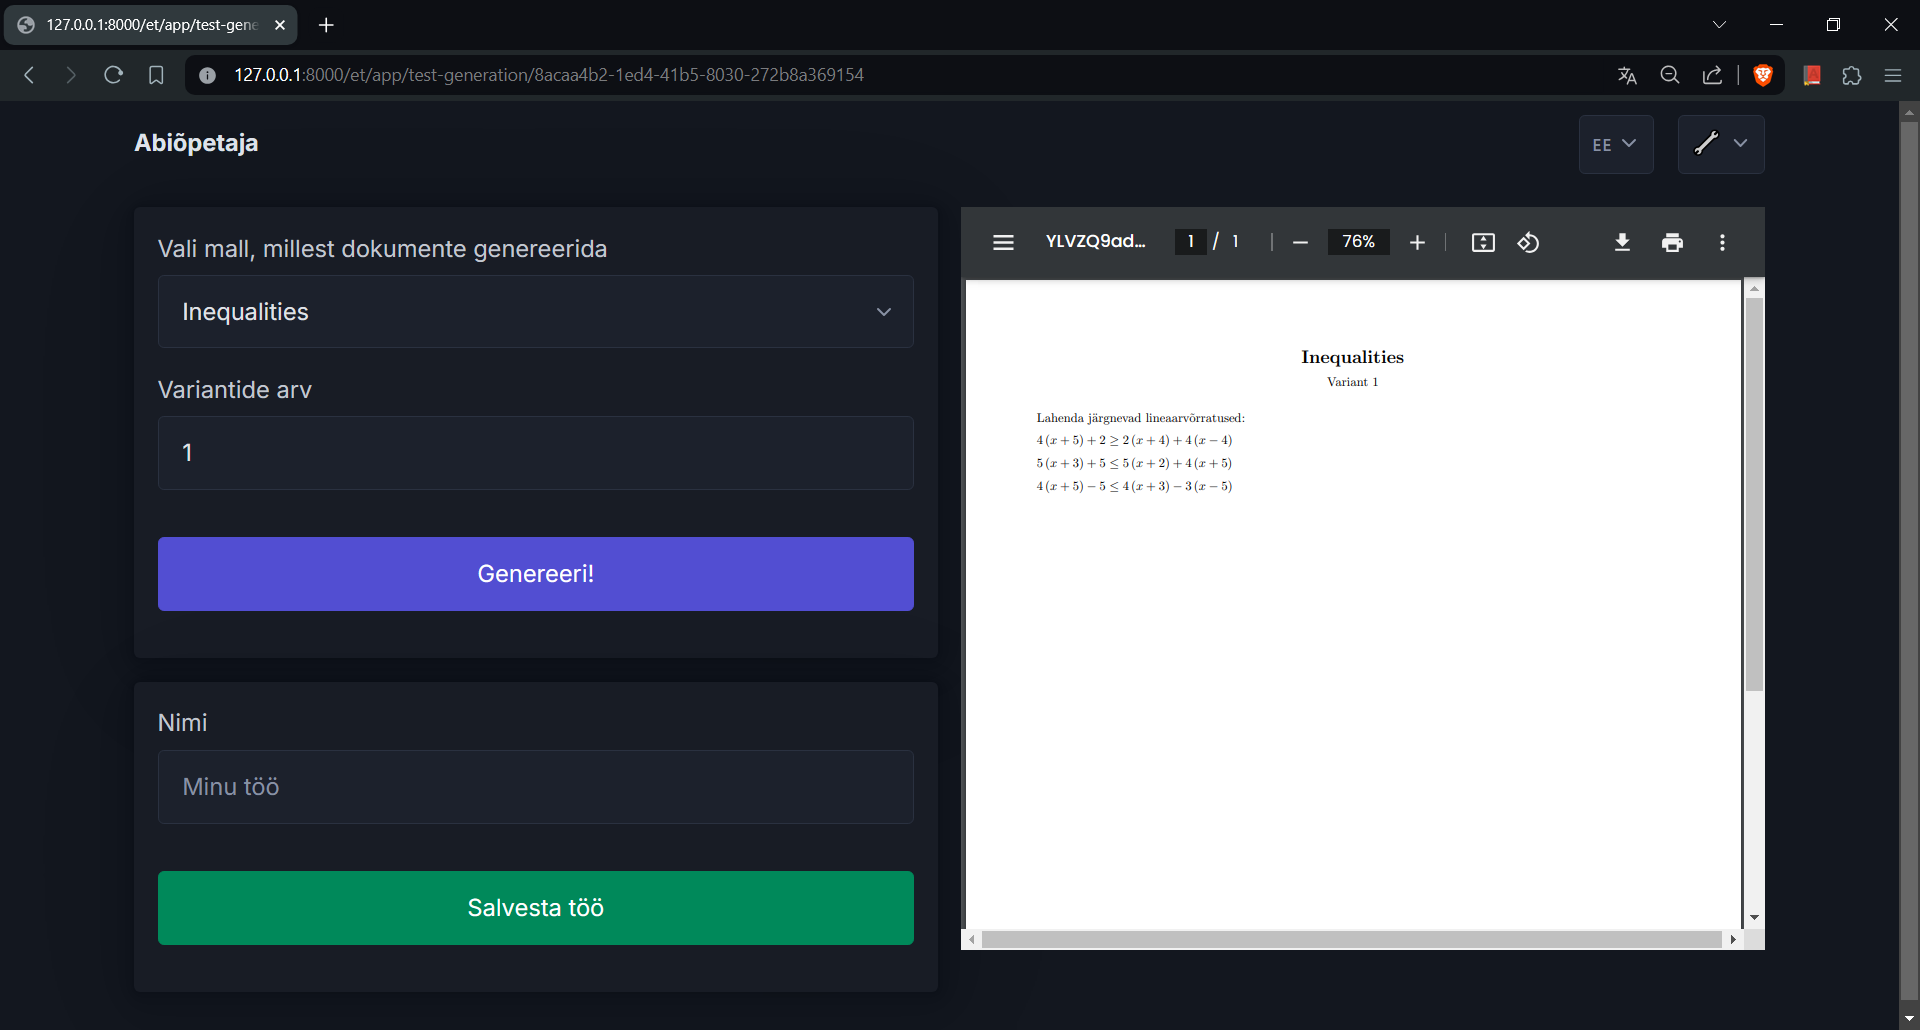 127.0.0.1:8000/et/app/test-gene
127.0.0.1:8000/et/app/test-generation/8acaa4b2-1ed4-41b5-8030-272b8a369154
Abiõpetaja
EE
Vali mall, millest dokumente genereerida
Inequalities
Variantide arv
1
Genereeri!
Nimi
Minu töö
Salvesta töö
YLVZQ9ad... 1 / 1 76%
Inequalities
Variant 1
Lahenda järgnevad lineaarvõrratused:
4 (x + 5) + 2 ≥ 2 (x + 4) + 4 (x − 4)
5 (x + 3) + 5 ≤ 5 (x + 2) + 4 (x + 5)
4 (x + 5) − 5 ≤ 4 (x + 3) − 3 (x − 5)